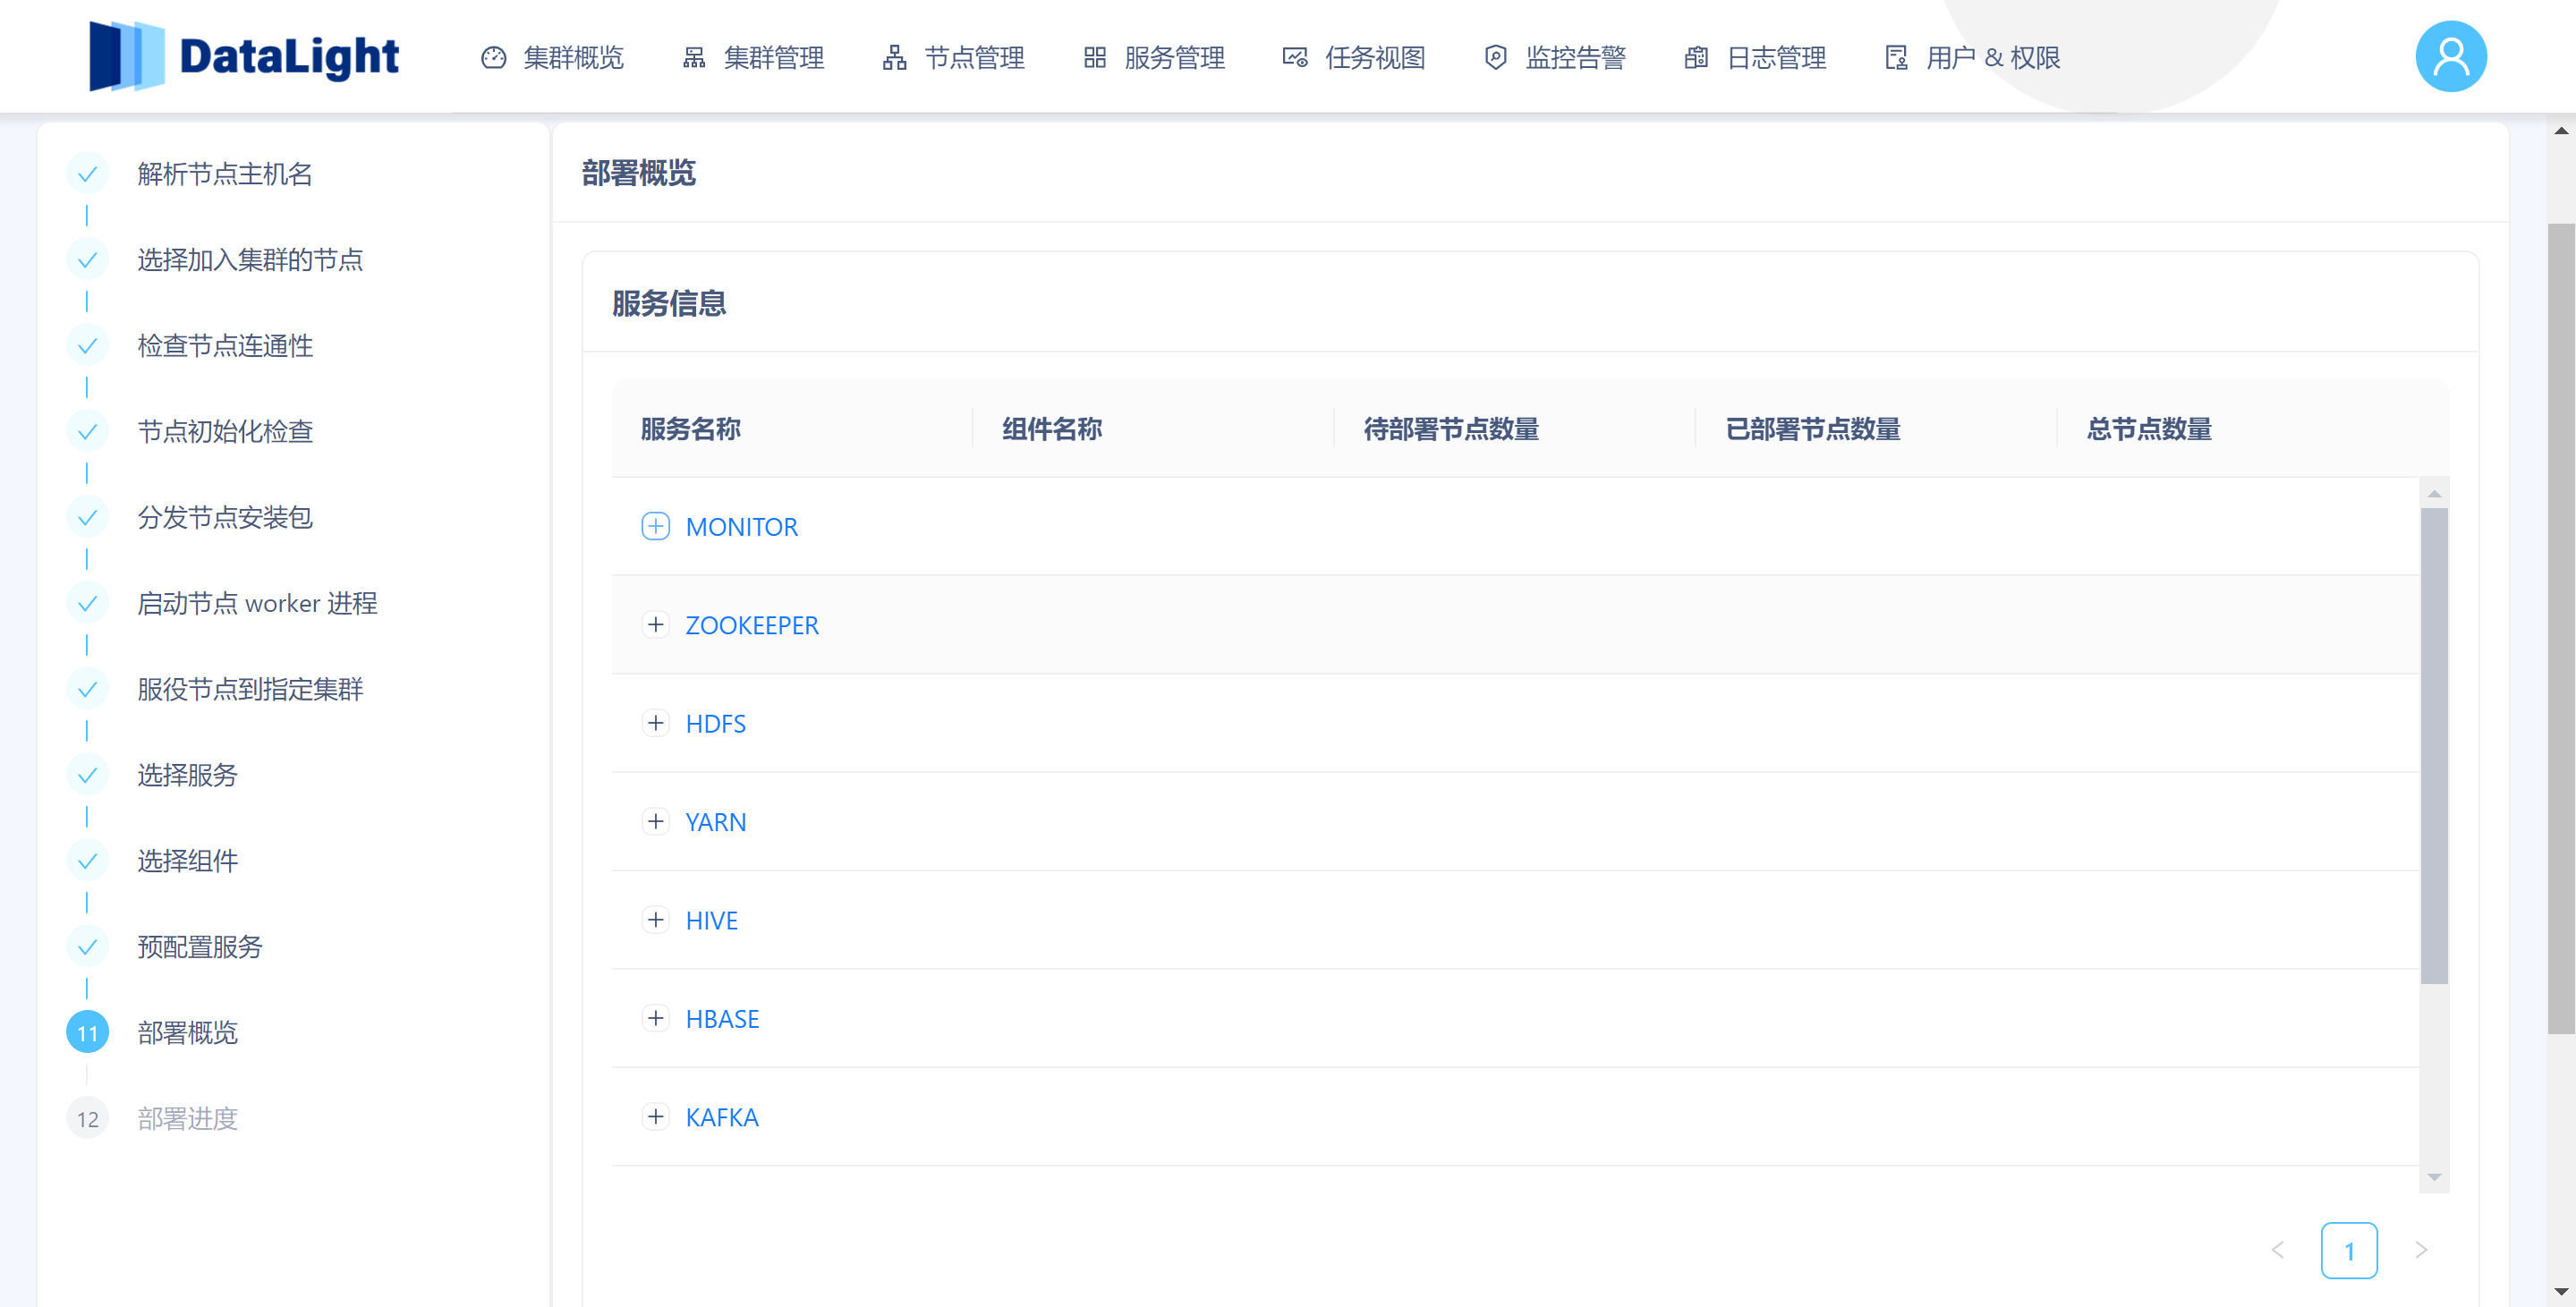 DataLight
集群概览
集群管理
节点管理
服务管理
任务视图
监控告警
日志管理
用户 & 权限
解析节点主机名
选择加入集群的节点
检查节点连通性
节点初始化检查
分发节点安装包
启动节点 worker 进程
服役节点到指定集群
选择服务
选择组件
预配置服务
11 部署概览
12 部署进度
部署概览
服务信息
服务名称 组件名称 待部署节点数量 已部署节点数量 总节点数量
MONITOR
ZOOKEEPER
HDFS
YARN
HIVE
HBASE
KAFKA
1